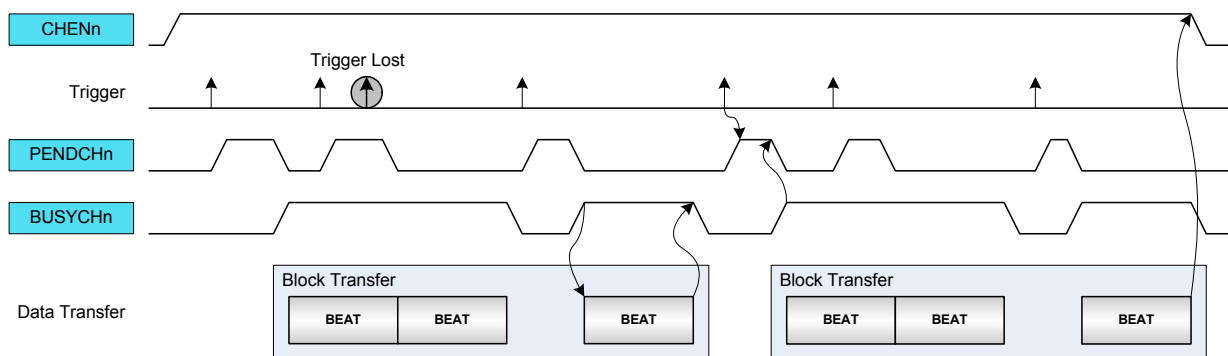 CHENn
Trigger Lost
Trigger
PENDCHn
BUSYCHn
Block Transfer
Block Transfer
Data Transfer
BEAT
BEAT
BEAT
BEAT
BEAT
BEAT